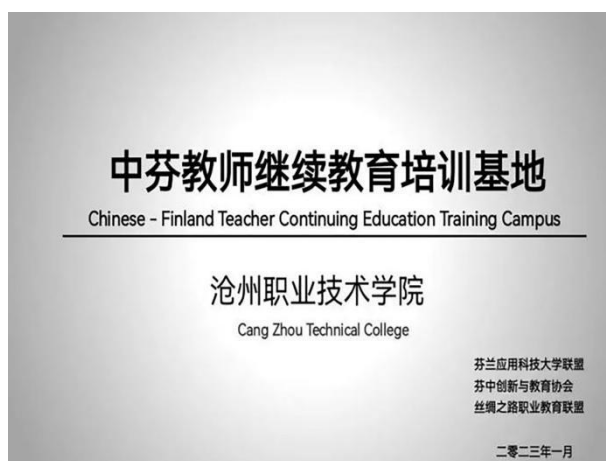 中芬教师继续教育培训基地
Chinese - Finland Teacher Continuing Education Training Campus
沧州职业技术学院
Cang Zhou Technical College
芬兰应用科技大学联盟
芬中创新与教育协会
丝绸之路职业教育联盟
二零二三年一月